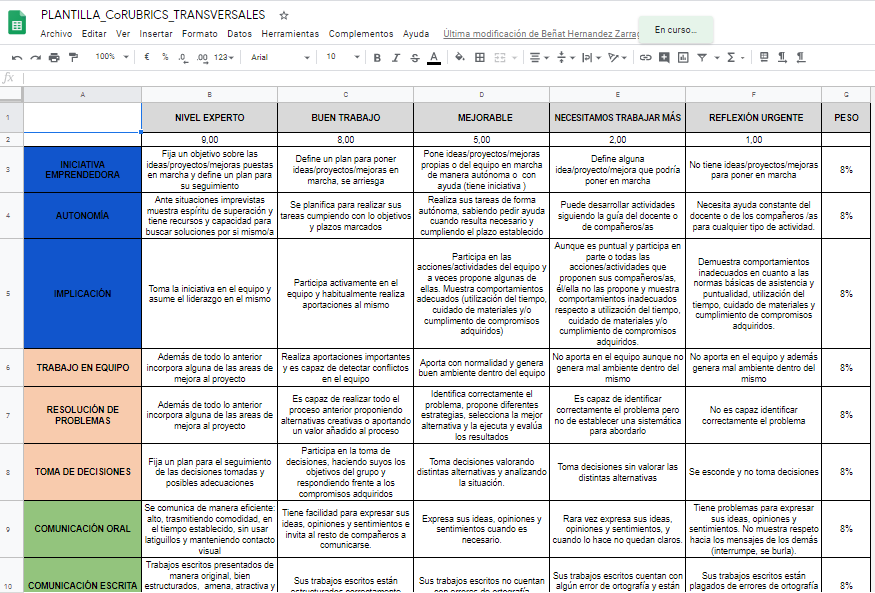 PLANTILLA_CoRUBRICS_TRANSVERSALES
Archivo Editar Ver Insertar Formato Datos Herramientas Complementos Ayuda Última modificación de Beñat Hernandez Zarrag
En curso...
100% € % .0 .00 123 Arial 10 B I S A
fx
A B C D E F G
1 NIVEL EXPERTO BUEN TRABAJO MEJORABLE NECESITAMOS TRABAJAR MÁS REFLEXIÓN URGENTE PESO
2 9,00 8,00 5,00 2,00 1,00
3
INICIATIVA
EMPRENDEDORA
Fija un objetivo sobre las
ideas/proyectos/mejoras puestas
en marcha y define un plan para
su seguimiento
Define un plan para poner
ideas/proyectos/mejoras en
marcha, se arriesga
Pone ideas/proyectos/mejoras
propias o del equipo en marcha
de manera autónoma o con
ayuda (tiene iniciativa )
Define alguna
idea/proyecto/mejora que podría
poner en marcha
No tiene ideas/proyectos/mejoras
para poner en marcha
8%
4
AUTONOMÍA
Ante situaciones imprevistas
muestra espíritu de superación y
tiene recursos y capacidad para
buscar soluciones por si mismo/a
Se planifica para realizar sus
tareas cumpiendo con lo objetivos
y plazos marcados
Realiza sus tareas de forma
autónoma, sabiendo pedir ayuda
cuando resulta necesario y
cumpliendo el plazo establecido
Puede desarrollar actividades
siguiendo la guía del docente o
de compañeros/as
Necesita ayuda constante del
docente o de los compañeros /as
para cualquier tipo de actividad.
8%
5
IMPLICACIÓN
Toma la iniciativa en el equipo y
asume el liderazgo en el mismo
Participa activamente en el
equipo y habitualmente realiza
aportaciones al mismo
Participa en las
acciones/actividades del equipo y
a veces propone algunas de
ellas. Muestra comportamientos
adecuados (utilización del tiempo,
cuidado de materiales y/o
cumplimento de compromisos
adquiridos)
Aunque es puntual y participa en
parte o todas las
acciones/actividades que
proponen sus compañeros/as,
él/ella no las propone y muestra
comportamientos inadecuados
respecto a utilización del tiempo,
cuidado de materiales y/o
cumplimiento de compromisos
adquiridos.
Demuestra comportamientos
inadecuados en cuanto a las
normas básicas de asistencia y
puntualidad, utilización del
tiempo, cuidado de materiales y
cumplimiento de compromisos
adquiridos.
8%
6
TRABAJO EN EQUIPO
Además de todo lo anterior
incorpora alguna de las areas de
mejora al proyecto
Realiza aportaciones importantes
y es capaz de detectar conflictos
en el equipo
Aporta con normalidad y genera
buen ambiente dentro del equipo
No aporta en el equipo aunque no
genera mal ambiente dentro del
mismo
No aporta en el equipo y además
genera mal ambiente dentro del
mismo
8%
7
RESOLUCIÓN DE
PROBLEMAS
Además de todo lo anterior
incorpora alguna de las areas de
mejora al proyecto
Es capaz de realizar todo el
proceso anterior proponiendo
alternativas creativas o aportando
un valor añadido al proceso
Identifica correctamente el
problema, propone diferentes
estrategias, selecciona la mejor
alternativa y la ejecuta y evalúa
los resultados
Es capaz de identificar
correctamente el problema pero
no de establecer una sistemática
para abordarlo
No es capaz identificar
correctamente el problema
8%
8
TOMA DE DECISIONES
Fija un plan para el seguimiento
de las decisiones tomadas y
posibles adecuaciones
Participa en la toma de
decisiones, haciendo suyos los
objetivos del grupo y
respondiendo frente a los
compromisos adquiridos
Toma decisiones valorando
distintas alternativas y analizando
la situación.
Toma decisiones sin valorar las
distintas alternativas
Se esconde y no toma decisiones
8%
9
COMUNICACIÓN ORAL
Se comunica de manera eficiente:
alto, trasmitiendo comodidad, en
el tiempo establecido, sin usar
latiguillos y manteniendo contacto
visual
Tiene facilidad para expresar sus
ideas, opiniones y sentimientos e
invita al resto de compañeros a
comunicarse.
Expresa sus ideas, opiniones y
sentimientos cuando es
necesario.
Rara vez expresa sus ideas,
opiniones y sentimientos, y
cuando lo hace no quedan claros.
Tiene problemas para expresar
sus ideas, opiniones y
sentimientos. No muestra respeto
hacia los mensajes de los demás
(interrumpe, se burla).
8%
10
COMUNICACIÓN ESCRITA
Trabajos escritos presentados de
manera original, bien
estructurados, amena, atractiva y
Sus trabajos escritos están
estructurados correctamente
Sus trabajos escritos no cuentan
con errores de ortografía
Sus trabajos escritos cuentan con
algún error de ortografía y están
Sus trabajos escritos están
plagados de errores de ortografía
8%